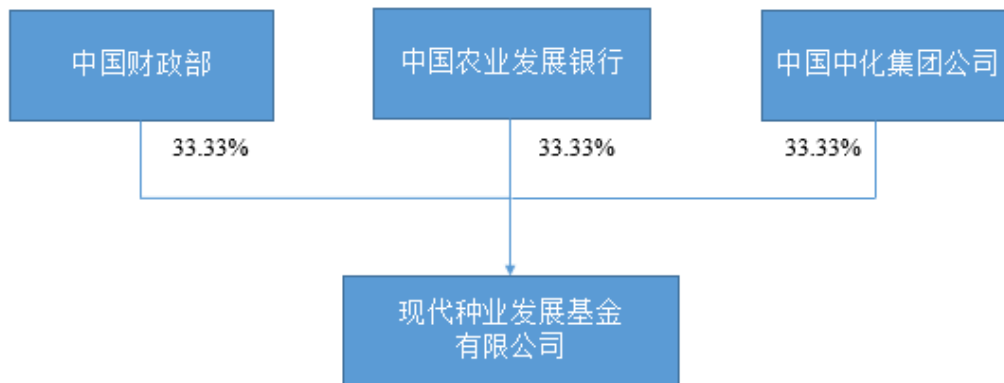 中国财政部
中国农业发展银行
中国中化集团公司
33.33%
33.33%
33.33%
现代种业发展基金
有限公司